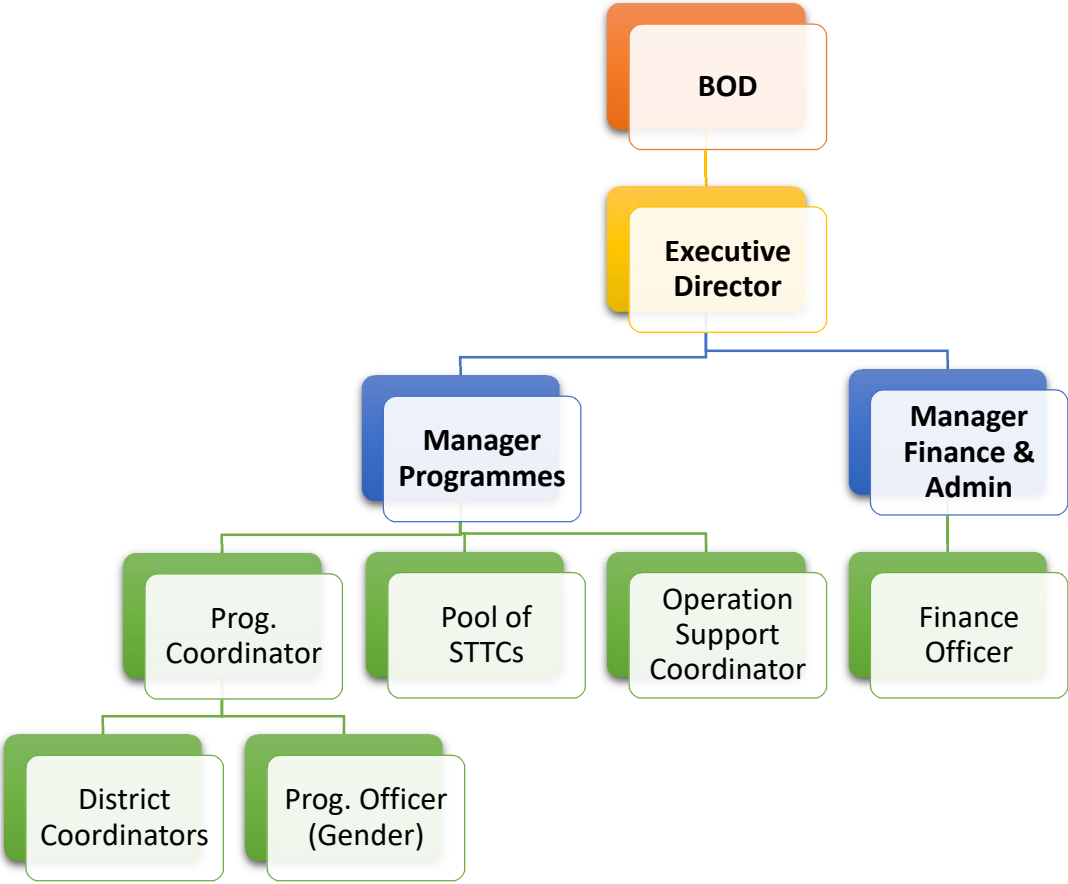 BOD
Executive
Director
Manager
Programmes
Manager
Finance &
Admin
Prog.
Coordinator
Pool of
STTCs
Operation
Support
Coordinator
Finance
Officer
District
Coordinators
Prog. Officer
(Gender)